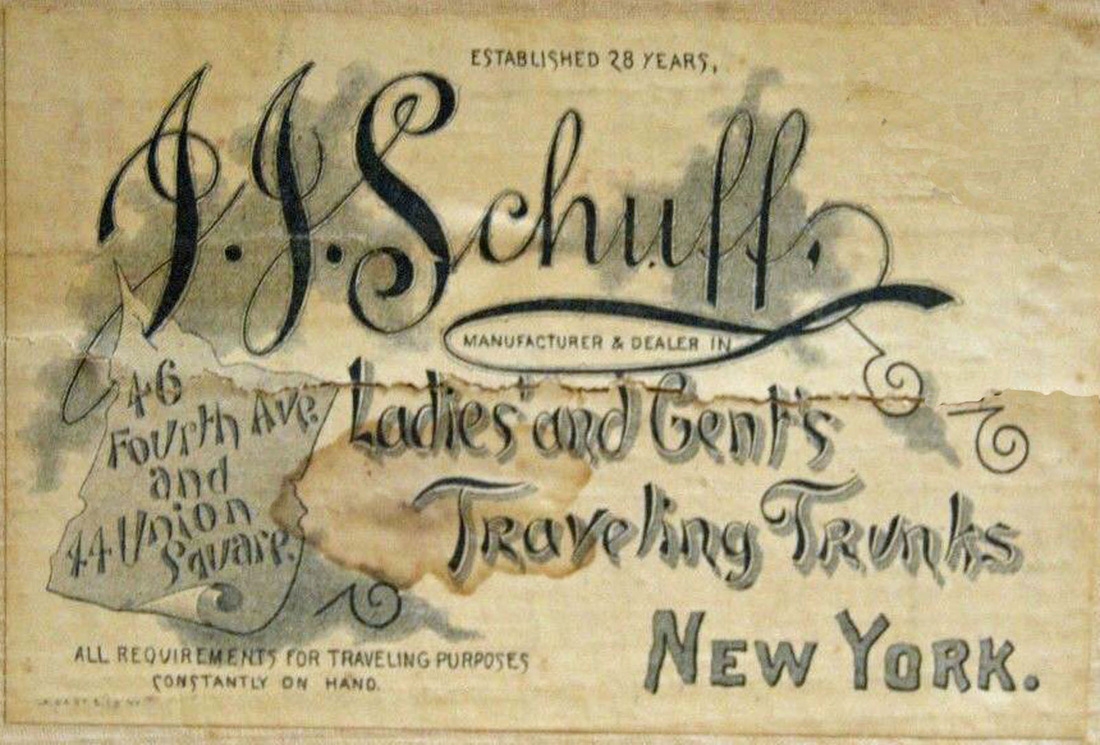 ESTABLISHED 28 YEARS,
J.J. Schuff.
MANUFACTURER & DEALER IN
46
Fourth Ave.
and
44 Union
Square.
Ladies' and Gent's
Traveling Trunks
NEW YORK.
ALL REQUIREMENTS FOR TRAVELING PURPOSES
CONSTANTLY ON HAND.